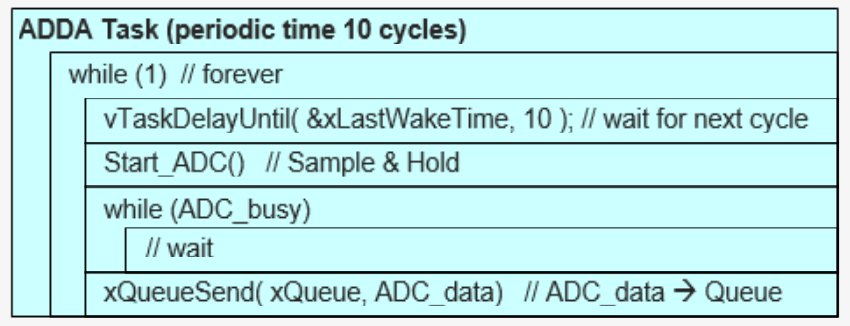 ADDA Task (periodic time 10 cycles)
while (1) // forever
vTaskDelayUntil( &xLastWakeTime, 10 ); // wait for next cycle
Start_ADC() // Sample & Hold
while (ADC_busy)
// wait
xQueueSend( xQueue, ADC_data) // ADC_data → Queue